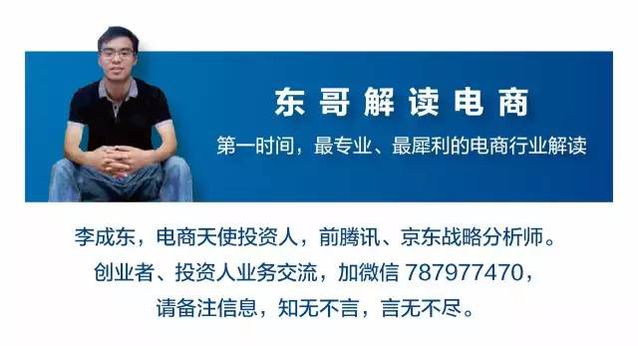 东哥解读电商
第一时间，最专业、最犀利的电商行业解读
李成东，电商天使投资人，前腾讯、京东战略分析师。
创业者、投资人业务交流，加微信 787977470，
请备注信息，知无不言，言无不尽。